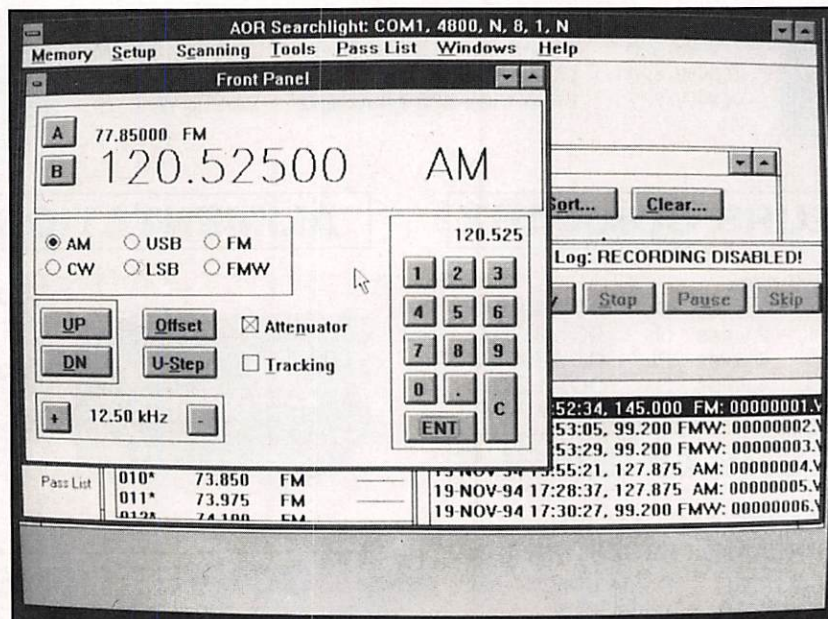 AOR Searchlight: COM1, 4800, N, 8, 1, N
Memory Setup Scanning Tools Pass List Windows Help
Front Panel
A
77.85000 FM
B
120.52500 AM
Sort... Clear...
AM USB FM
CW LSB FMW
120.525
1 2 3
4 5 6
7 8 9
0 . C
ENT
Log: RECORDING DISABLED!
Stop Pause Skip
UP Offset Attenuator
DN U-Step Tracking
+ 12.50 kHz -
:52:34, 145.000 FM: 00000001.
:53:05, 99.200 FMW: 00000002.
:53:29, 99.200 FMW: 00000003.
:55:21, 127.875 AM: 00000004.
19-NOV-94 17:28:37, 127.875 AM: 00000005.
19-NOV-94 17:30:27, 99.200 FMW: 00000006.
Pass List
010* 73.850 FM
011* 73.975 FM